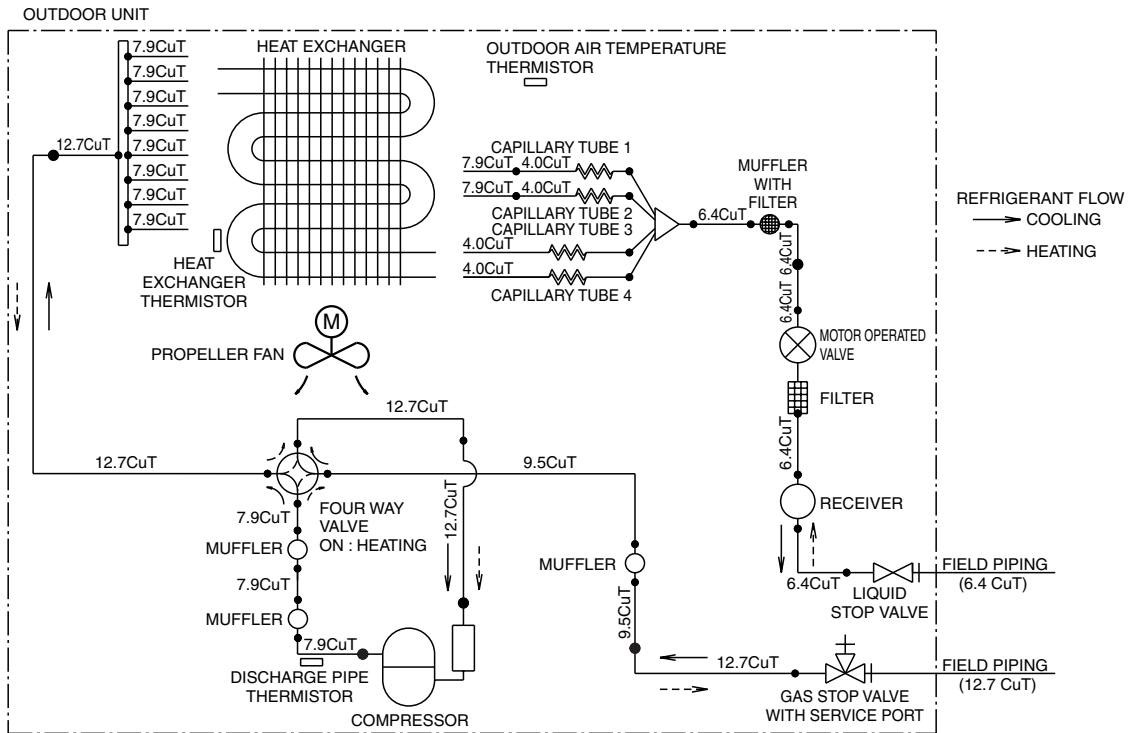 OUTDOOR UNIT
7.9CuT
7.9CuT
7.9CuT
7.9CuT
7.9CuT
7.9CuT
7.9CuT
7.9CuT
12.7CuT
HEAT EXCHANGER
HEAT
EXCHANGER
THERMISTOR
OUTDOOR AIR TEMPERATURE
THERMISTOR
CAPILLARY TUBE 1
7.9CuT 4.0CuT
7.9CuT 4.0CuT
CAPILLARY TUBE 2
CAPILLARY TUBE 3
4.0CuT
4.0CuT
CAPILLARY TUBE 4
6.4CuT
MUFFLER
WITH
FILTER
6.4CuT
6.4CuT
MOTOR OPERATED
VALVE
FILTER
6.4CuT
RECEIVER
6.4CuT
LIQUID
STOP VALVE
FIELD PIPING
(6.4 CuT)
REFRIGERANT FLOW
COOLING
HEATING
M
PROPELLER FAN
12.7CuT
12.7CuT
9.5CuT
12.7CuT
FOUR WAY
VALVE
ON : HEATING
7.9CuT
MUFFLER
7.9CuT
MUFFLER
7.9CuT
DISCHARGE PIPE
THERMISTOR
COMPRESSOR
MUFFLER
9.5CuT
12.7CuT
GAS STOP VALVE
WITH SERVICE PORT
FIELD PIPING
(12.7 CuT)